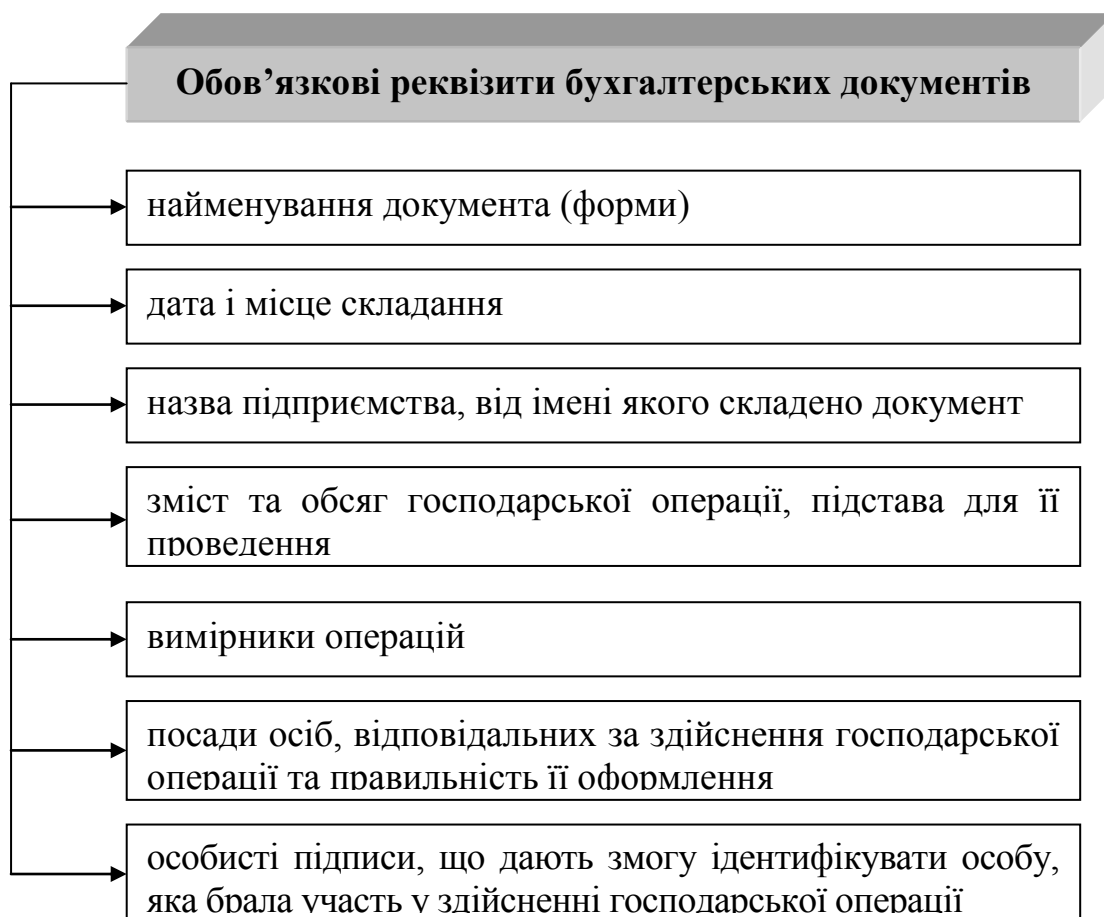 Обов’язкові реквізити бухгалтерських документів
найменування документа (форми)
дата і місце складання
назва підприємства, від імені якого складено документ
зміст та обсяг господарської операції, підстава для її
проведення
вимірники операцій
посади осіб, відповідальних за здійснення господарської
операції та правильність її оформлення
особисті підписи, що дають змогу ідентифікувати особу,
яка брала участь у здійсненні господарської операції